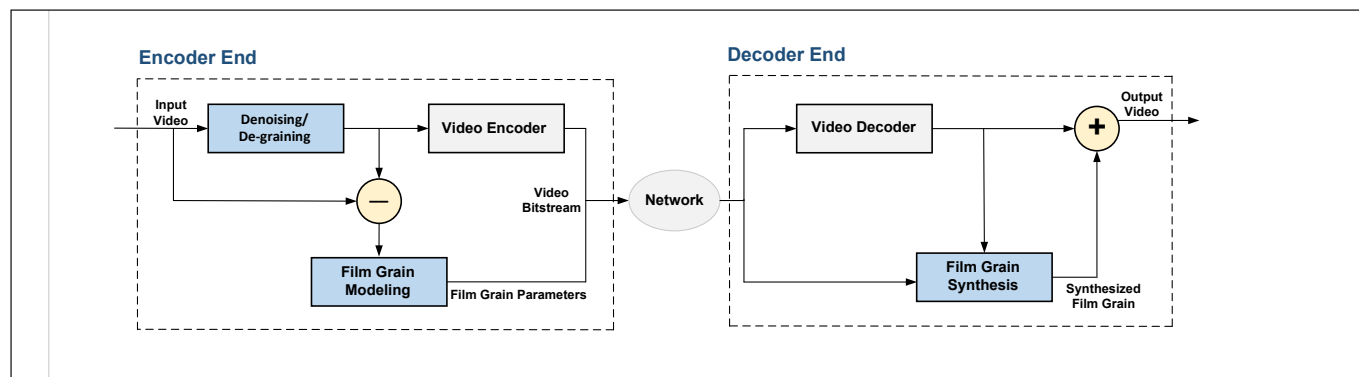 Encoder End
Input
Video
Denoising/
De-graining
Video Encoder
—
Film Grain
Modeling
Film Grain Parameters
Video
Bitstream
Network
Decoder End
Video Decoder
+
Output
Video
Film Grain
Synthesis
Synthesized
Film Grain